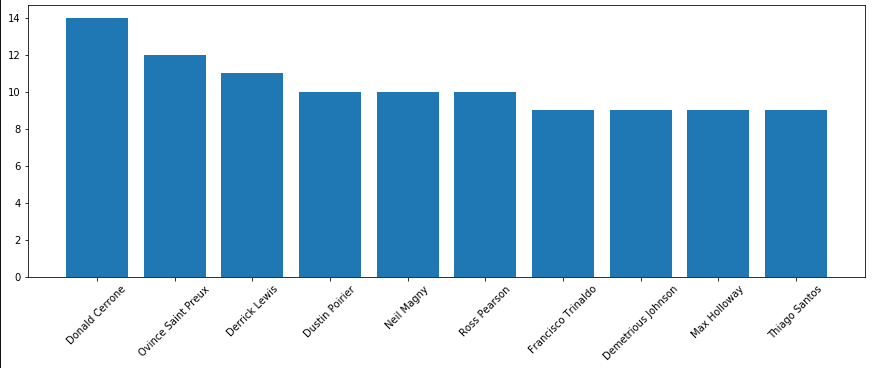 14
12
10
8
6
4
2
0
Donald Cerrone
Ovince Saint Preux
Derrick Lewis
Dustin Poirier
Neil Magny
Ross Pearson
Francisco Trinaldo
Demetrious Johnson
Max Holloway
Thiago Santos